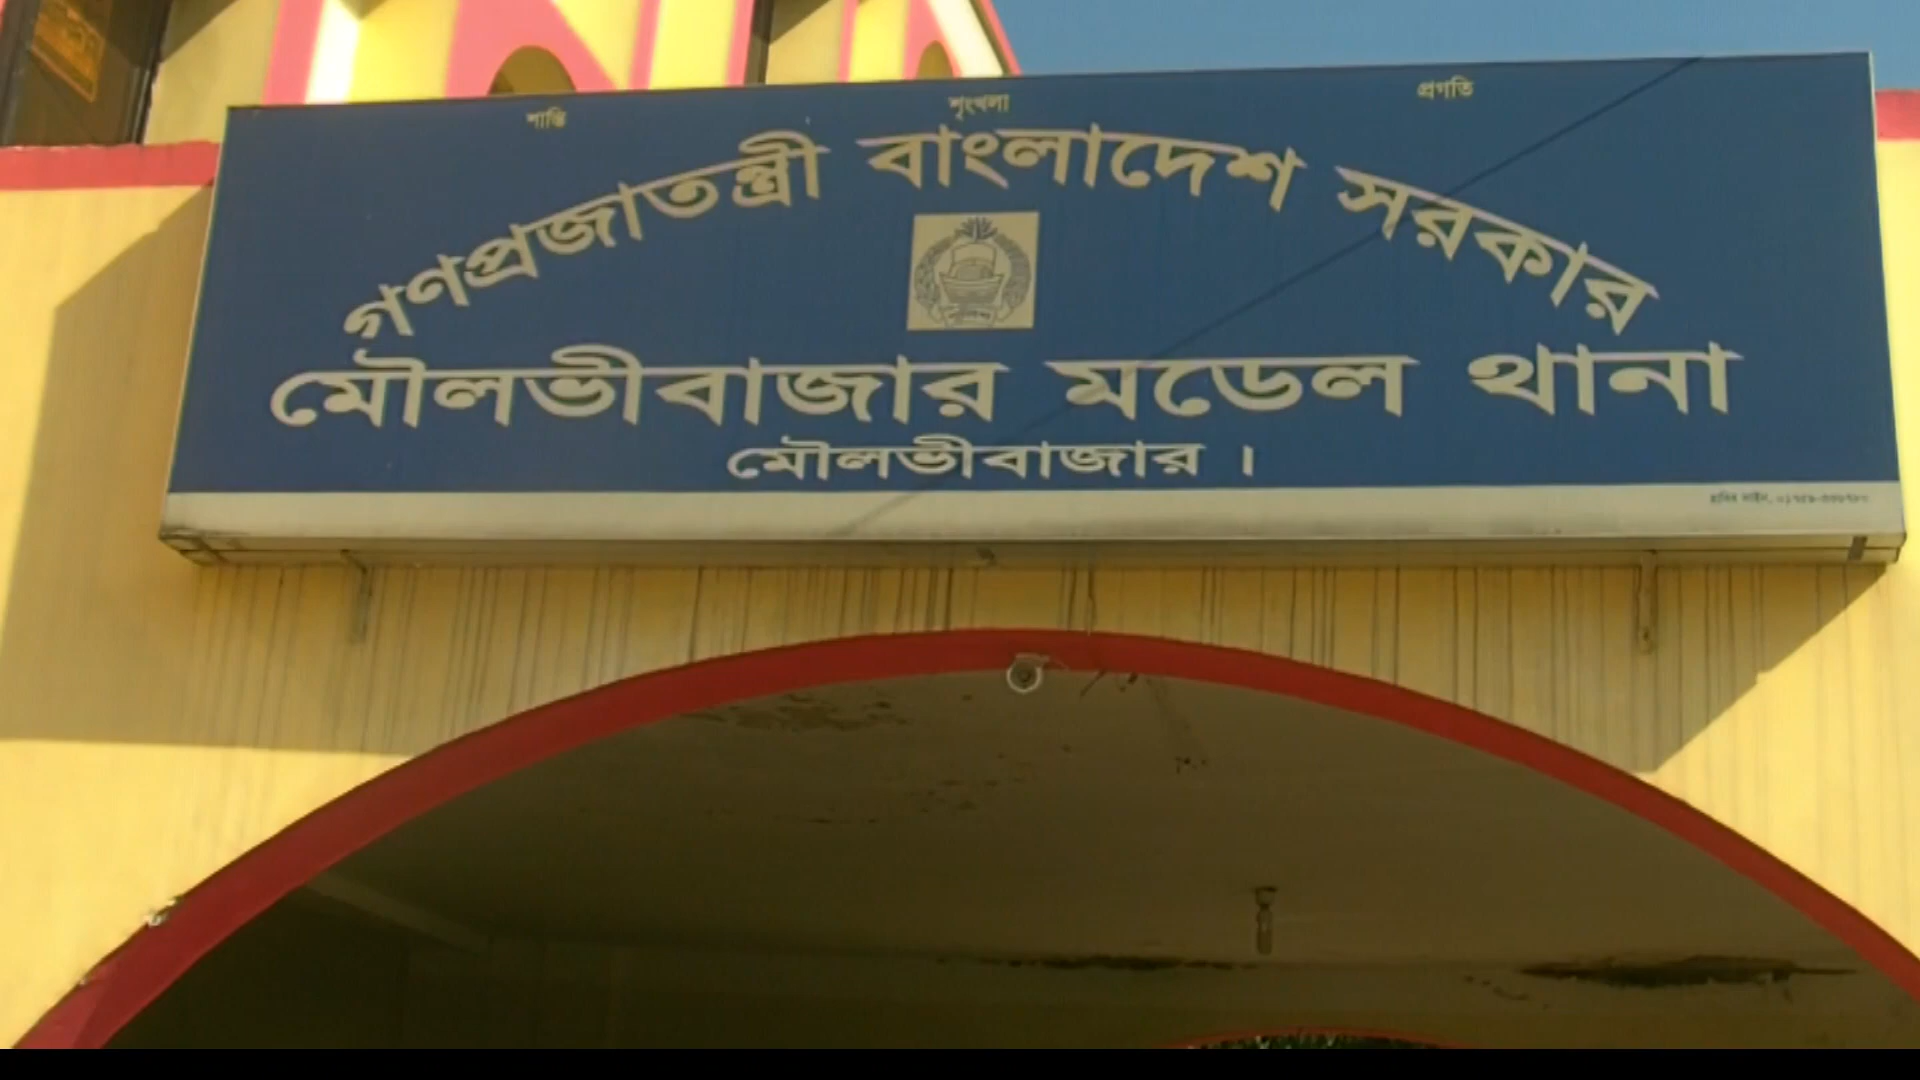 শান্তি শৃংখলা প্রগতি
গণপ্রজাতন্ত্রী বাংলাদেশ সরকার
মৌলভীবাজার মডেল থানা
মৌলভীবাজার ।